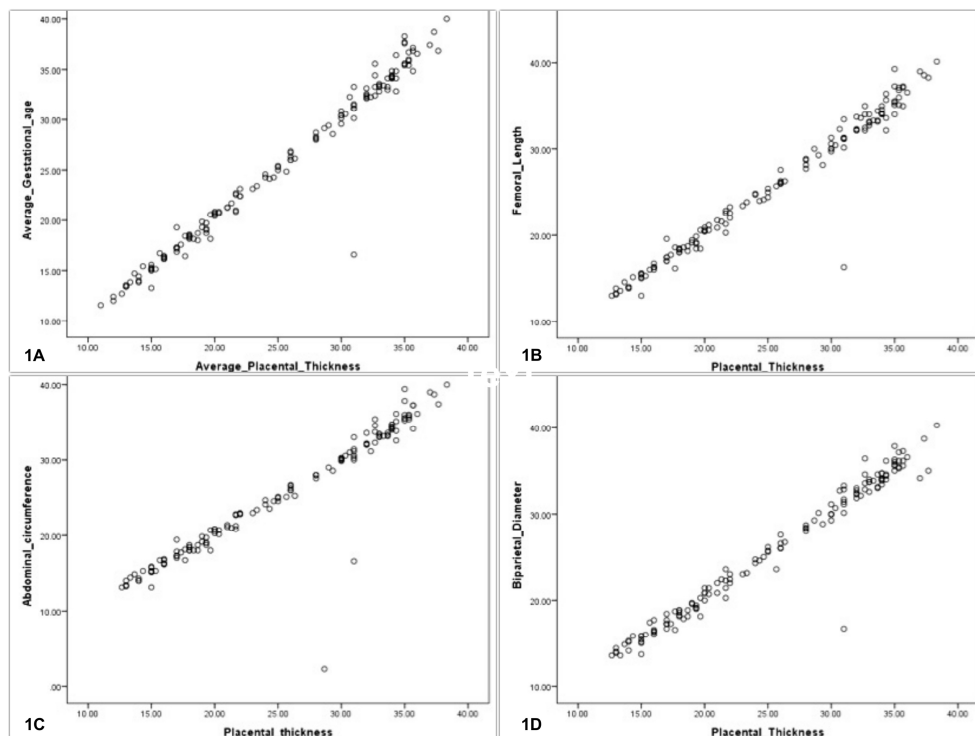 Average_Gestational_age
40.00
35.00
30.00
25.00
20.00
15.00
10.00
10.00 15.00 20.00 25.00 30.00 35.00 40.00
1A
Average_Placental_Thickness
Femoral_Length
40.00
30.00
20.00
10.00
10.00 15.00 20.00 25.00 30.00 35.00 40.00
1B
Placental_Thickness
Abdominal_circumference
40.00
30.00
20.00
10.00
.00
10.00 15.00 20.00 25.00 30.00 35.00 40.00
1C
Placental_thickness
Biparietal_Diameter
40.00
30.00
20.00
10.00
10.00 15.00 20.00 25.00 30.00 35.00 40.00
1D
Placental_Thickness